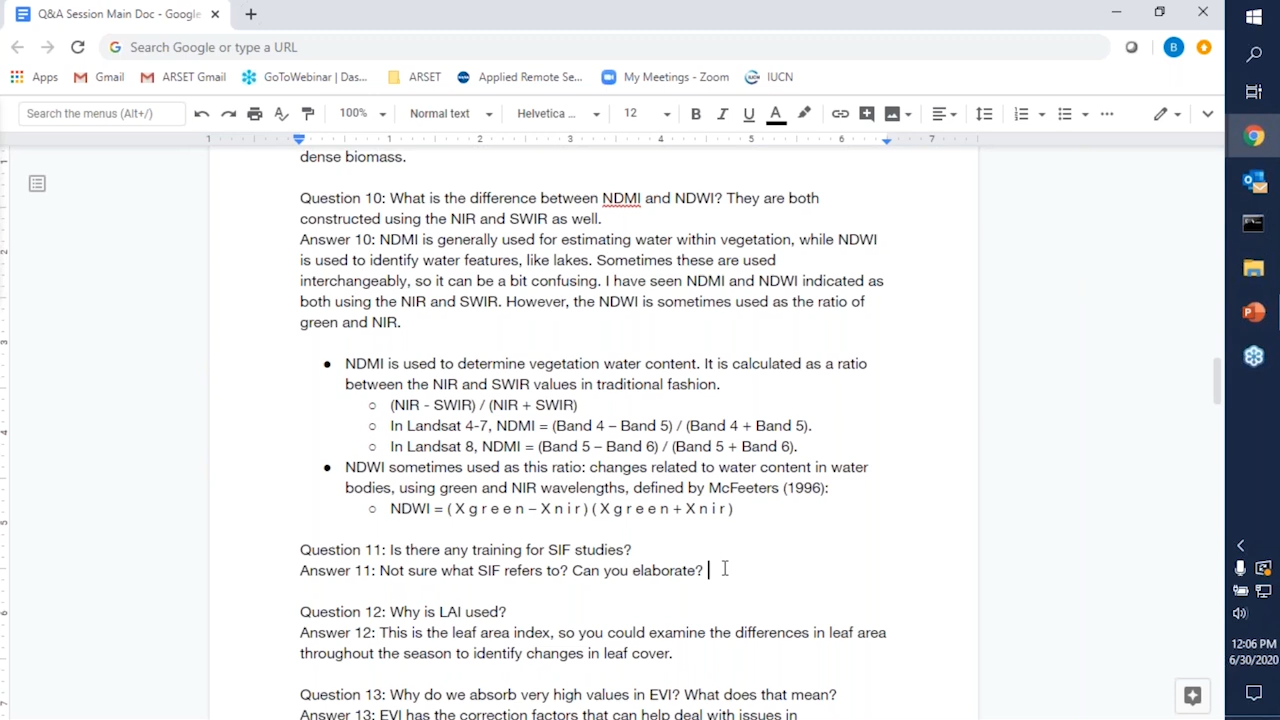 Q&A Session Main Doc - Google
Search Google or type a URL
B
Apps
Gmail
ARSET Gmail
GoToWebinar | Das...
ARSET
Applied Remote Se...
My Meetings - Zoom
IUCN
Search the menus (Alt+/)
100%
Normal text
Helvetica ...
12
B I U A
1 1 2 3 4 5 6 7
dense biomass.
Question 10: What is the difference between NDMI and NDWI? They are both
constructed using the NIR and SWIR as well.
Answer 10: NDMI is generally used for estimating water within vegetation, while NDWI
is used to identify water features, like lakes. Sometimes these are used
interchangeably, so it can be a bit confusing. I have seen NDMI and NDWI indicated as
both using the NIR and SWIR. However, the NDWI is sometimes used as the ratio of
green and NIR.
● NDMI is used to determine vegetation water content. It is calculated as a ratio
between the NIR and SWIR values in traditional fashion.
○ (NIR - SWIR) / (NIR + SWIR)
○ In Landsat 4-7, NDMI = (Band 4 – Band 5) / (Band 4 + Band 5).
○ In Landsat 8, NDMI = (Band 5 – Band 6) / (Band 5 + Band 6).
● NDWI sometimes used as this ratio: changes related to water content in water
bodies, using green and NIR wavelengths, defined by McFeeters (1996):
○ NDWI = ( X g r e e n – X n i r ) ( X g r e e n + X n i r )
Question 11: Is there any training for SIF studies?
Answer 11: Not sure what SIF refers to? Can you elaborate?
Question 12: Why is LAI used?
Answer 12: This is the leaf area index, so you could examine the differences in leaf area
throughout the season to identify changes in leaf cover.
Question 13: Why do we absorb very high values in EVI? What does that mean?
Answer 13: EVI has the correction factors that can help deal with issues in
12:06 PM
6/30/2020